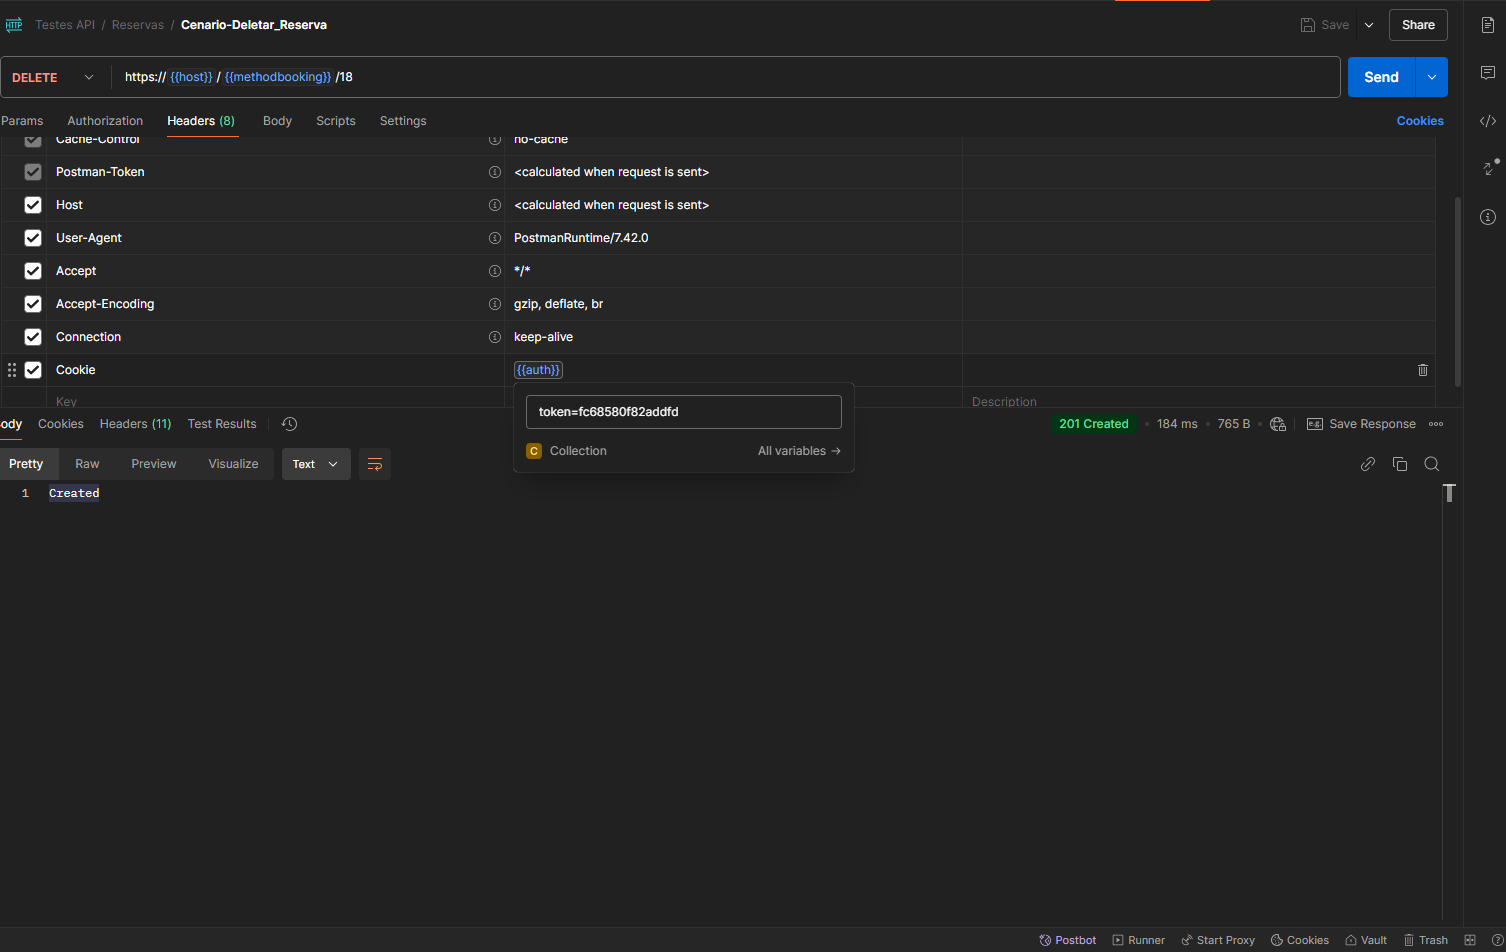 HTTP Testes API / Reservas / Cenario-Deletar_Reserva Save Share
DELETE https:// {{host}} / {{methodbooking}} /18 Send
Params Authorization Headers (8) Body Scripts Settings Cookies
Cache-Control no-cache
Postman-Token <calculated when request is sent>
Host <calculated when request is sent>
User-Agent PostmanRuntime/7.42.0
Accept */*
Accept-Encoding gzip, deflate, br
Connection keep-alive
Cookie {{auth}}
Key Description
token=fc68580f82addfd
C Collection All variables →
ody Cookies Headers (11) Test Results 201 Created 184 ms 765 B e.g. Save Response
Pretty Raw Preview Visualize Text
1 Created
Postbot Runner Start Proxy Cookies Vault Trash